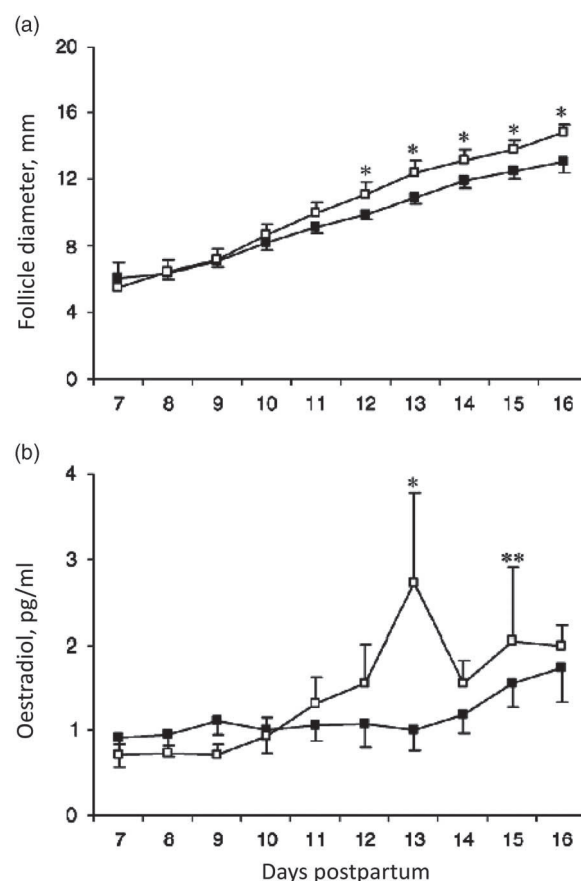 (a)
20
16
12
8
4
0
Follicle diameter, mm
* * * * *
7 8 9 10 11 12 13 14 15 16
(b)
4
3
2
1
0
Oestradiol, pg/ml
* **
7 8 9 10 11 12 13 14 15 16
Days postpartum